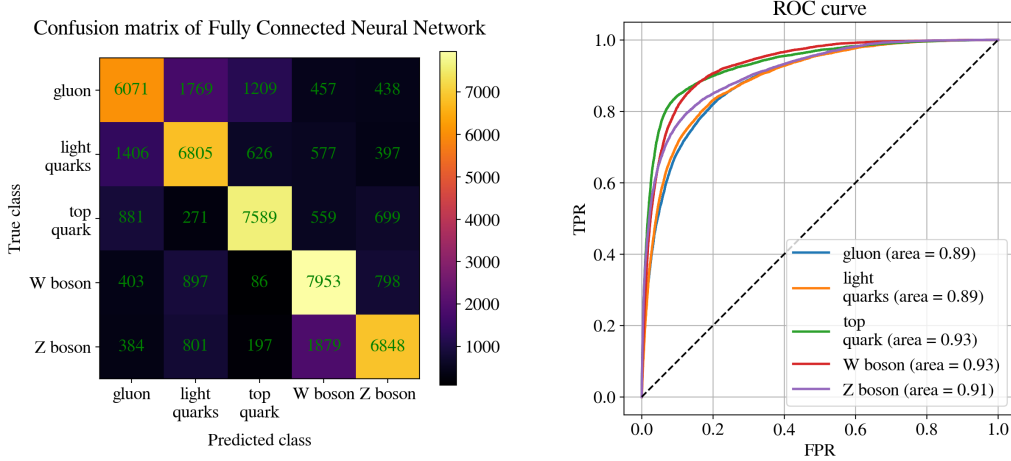 Confusion matrix of Fully Connected Neural Network
True class
gluon 6071 1769 1209 457 438
light
quarks 1406 6805 626 577 397
top
quark 881 271 7589 559 699
W boson 403 897 86 7953 798
Z boson 384 801 197 1879 6848
gluon light quarks top quark W boson Z boson
Predicted class
7000
6000
5000
4000
3000
2000
1000
ROC curve
TPR
1.0
0.8
0.6
0.4
0.2
0.0
gluon (area = 0.89)
light
quarks (area = 0.89)
top
quark (area = 0.93)
W boson (area = 0.93)
Z boson (area = 0.91)
0.0 0.2 0.4 0.6 0.8 1.0
FPR